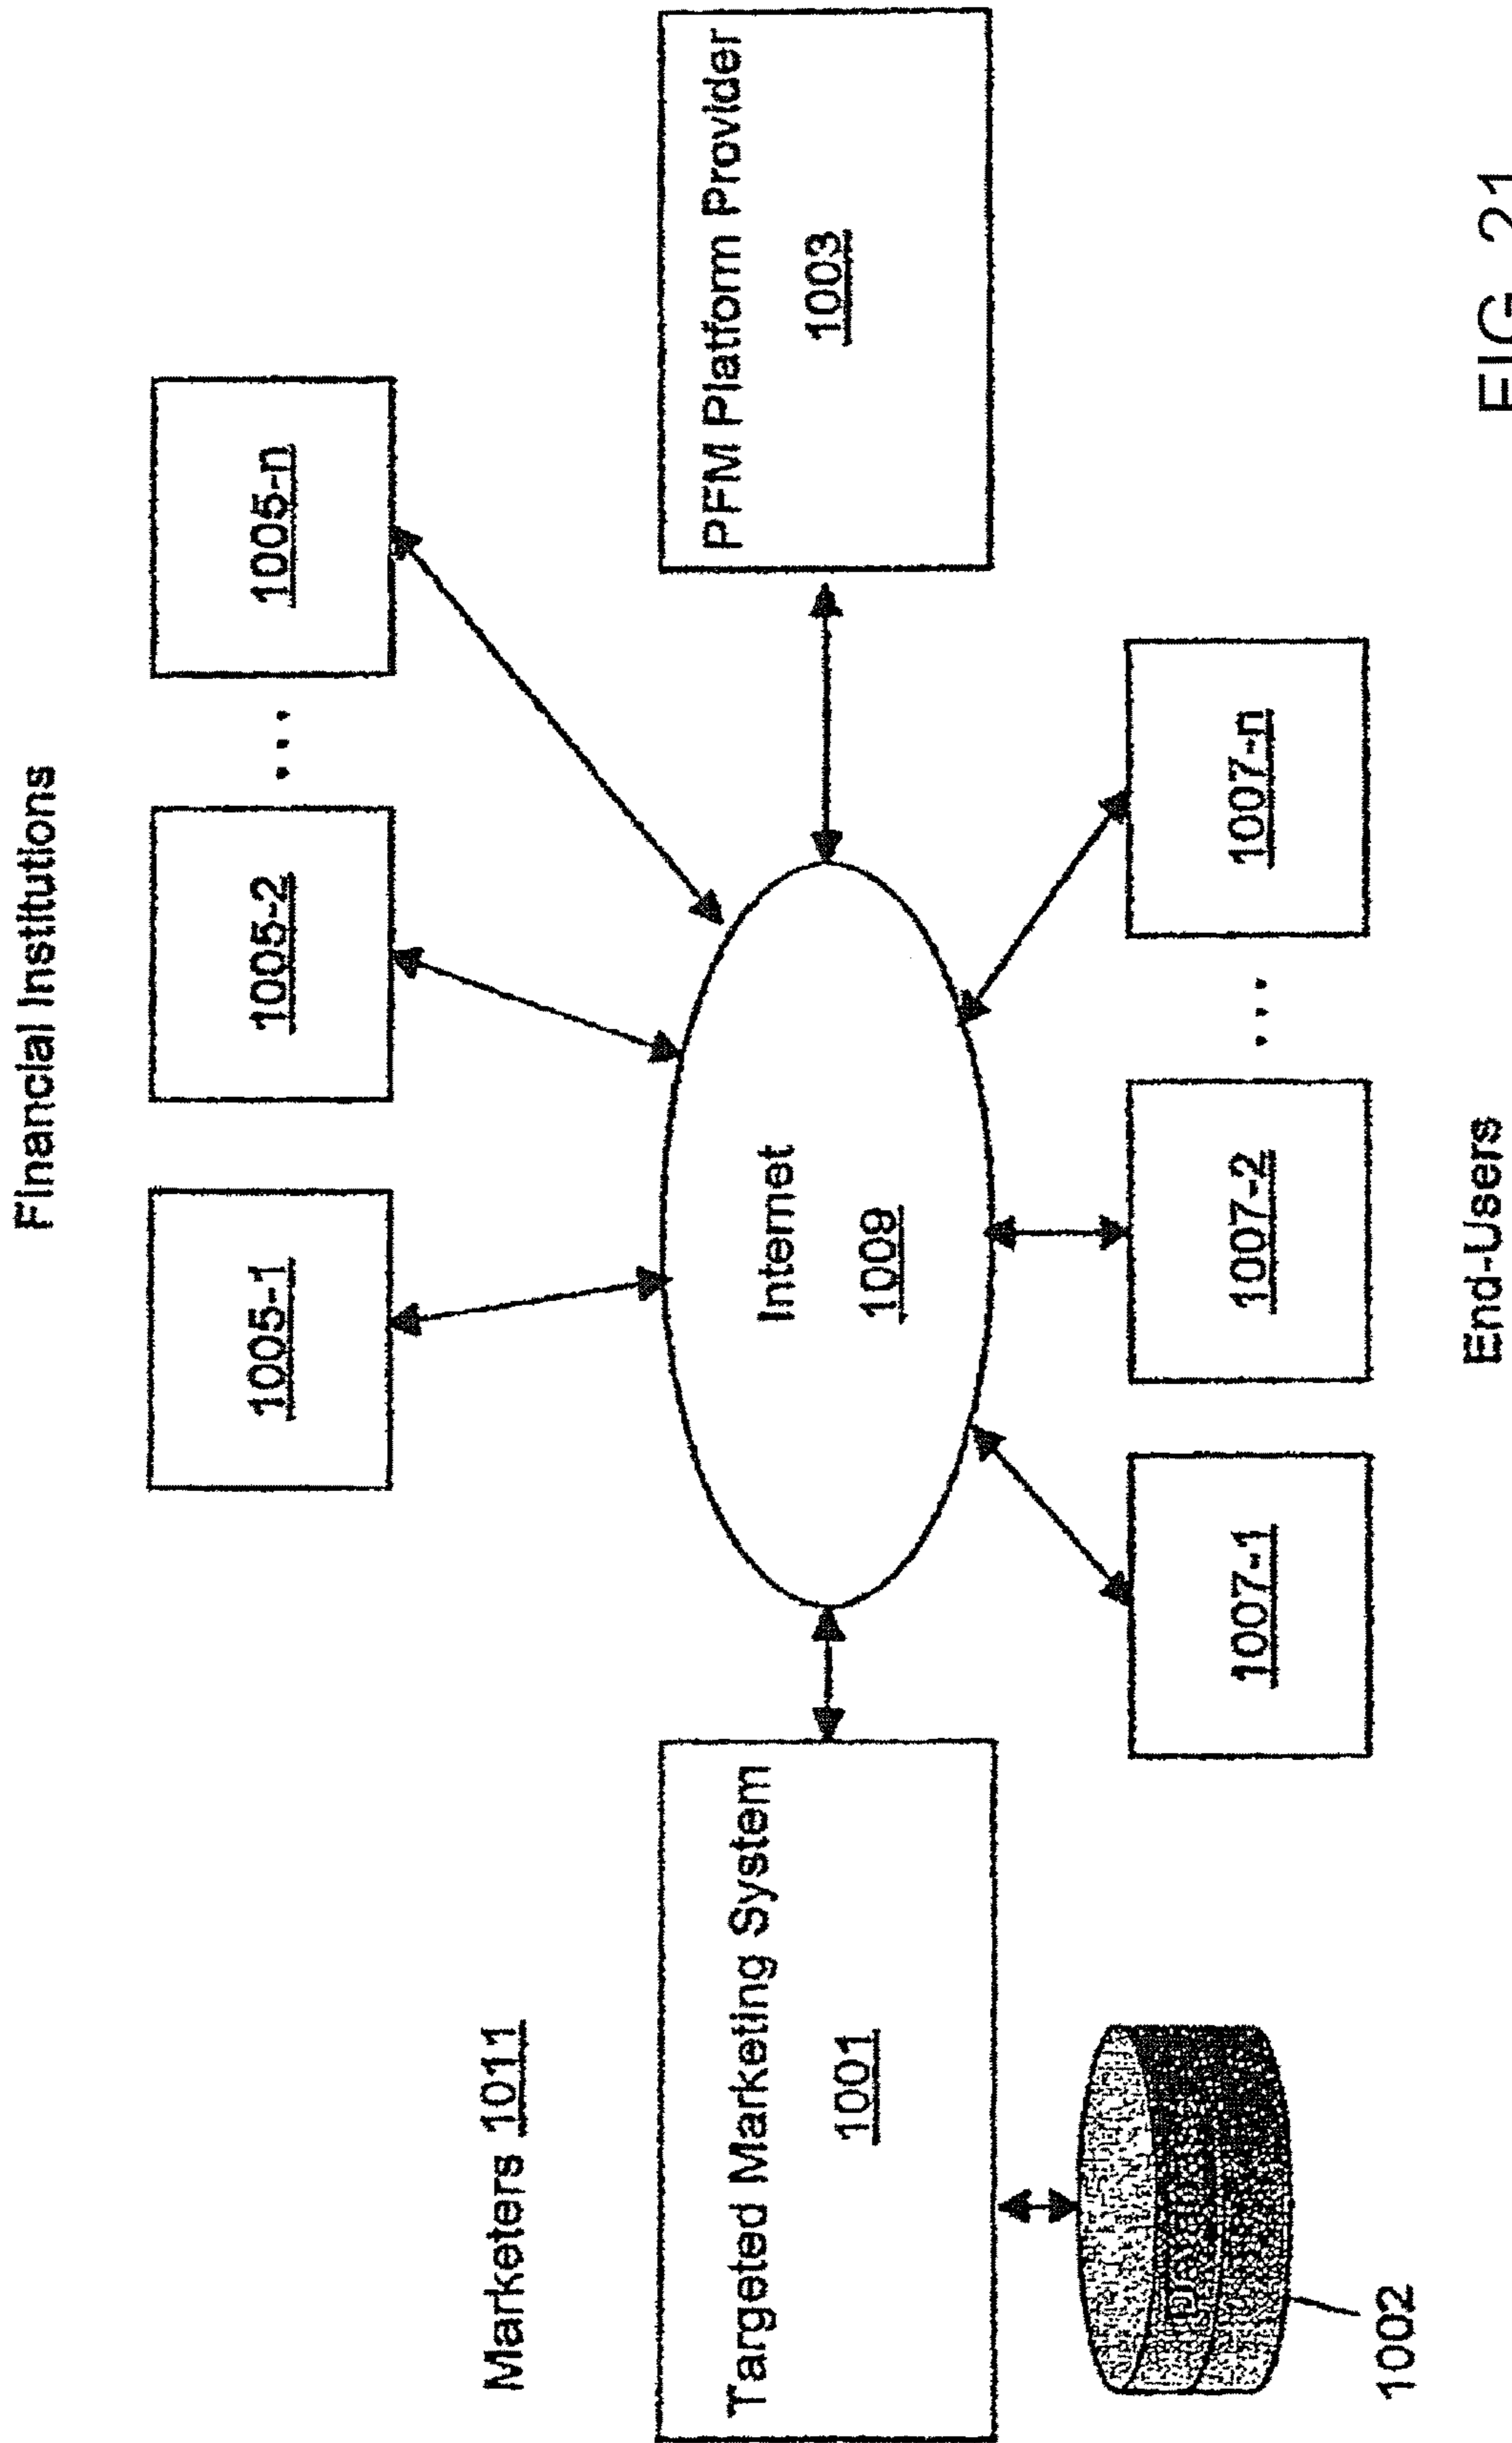 Financial Institutions
1005-1
1005-2
...
1005-n
Marketers 1011
Targeted Marketing System
1001
Internet
1009
PFM Platform Provider
1003
1002
1007-1
1007-2
...
1007-n
End-Users
FIG. 21